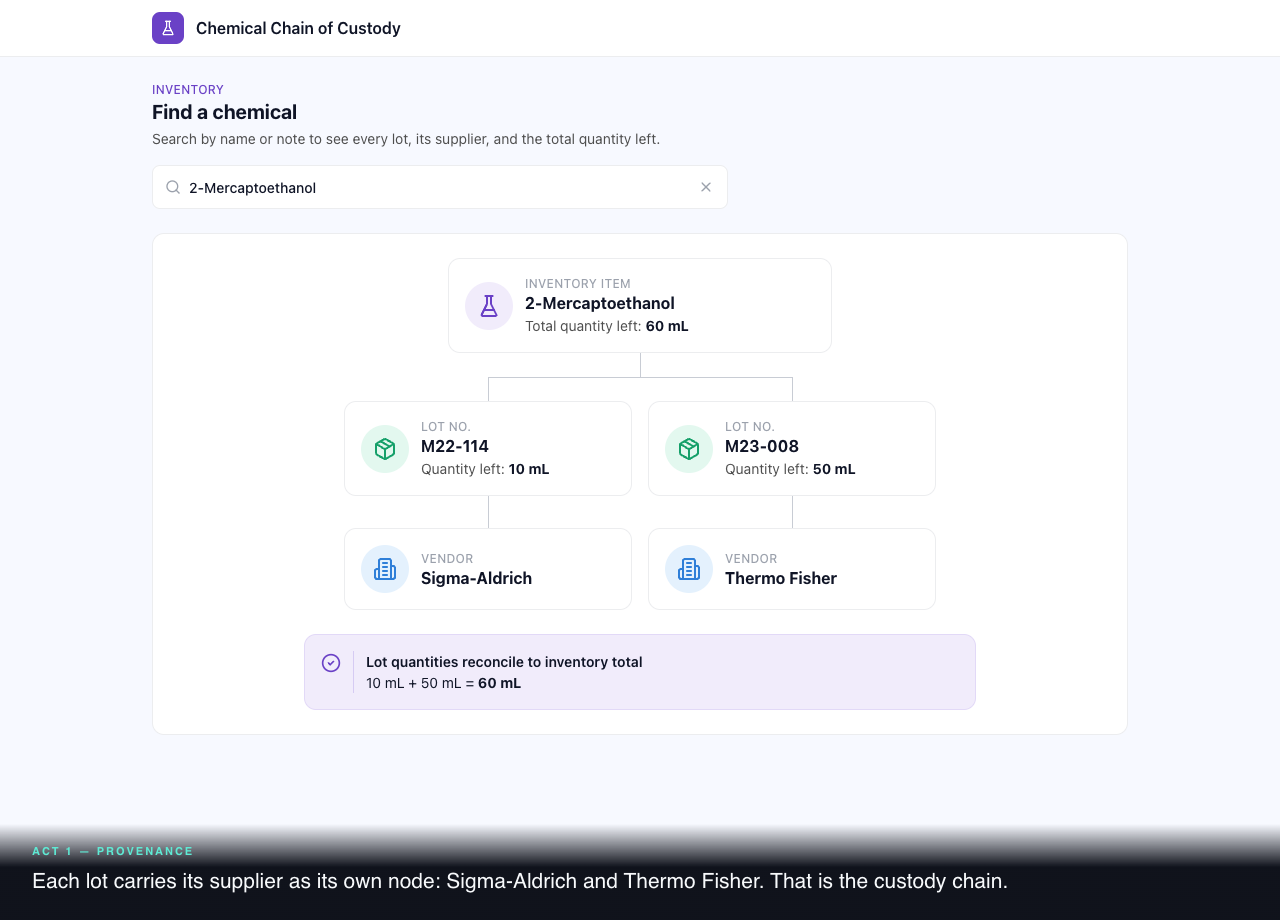 Chemical Chain of Custody
INVENTORY
Find a chemical
Search by name or note to see every lot, its supplier, and the total quantity left.
2-Mercaptoethanol
INVENTORY ITEM
2-Mercaptoethanol
Total quantity left: 60 mL
LOT NO.
M22-114
Quantity left: 10 mL
LOT NO.
M23-008
Quantity left: 50 mL
VENDOR
Sigma-Aldrich
VENDOR
Thermo Fisher
Lot quantities reconcile to inventory total
10 mL + 50 mL = 60 mL
ACT 1 — PROVENANCE
Each lot carries its supplier as its own node: Sigma-Aldrich and Thermo Fisher. That is the custody chain.